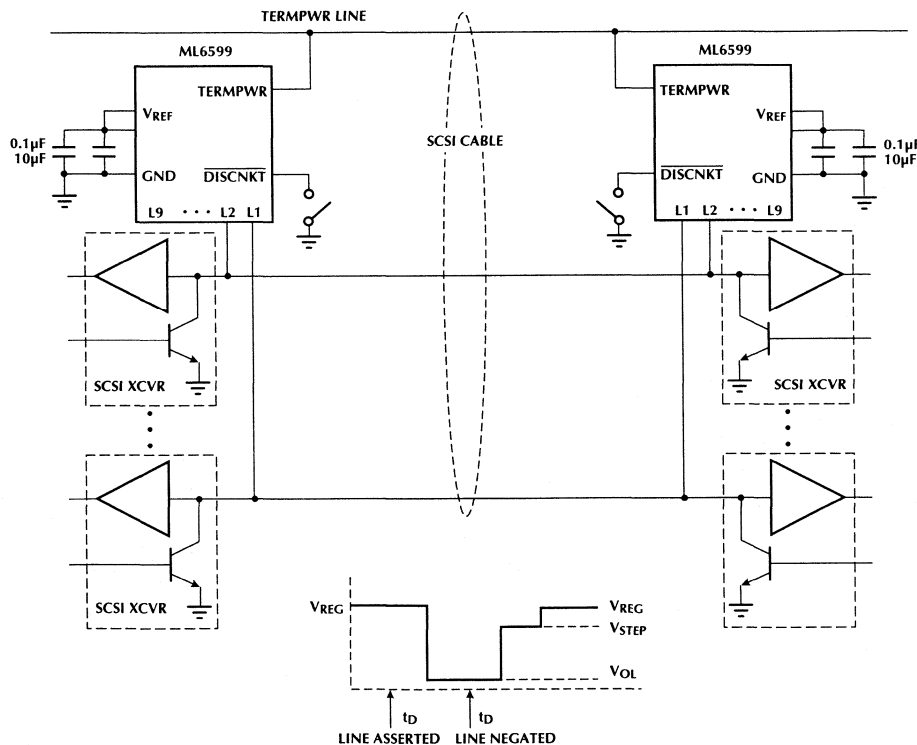 TERMPWR LINE
ML6599
ML6599
TERMPWR
TERMPWR
VREF
VREF
SCSI CABLE
0.1µF
10µF
0.1µF
10µF
GND
DISCNKT
DISCNKT
GND
L9 • • • L2 L1
L1 L2 • • • L9
SCSI XCVR
SCSI XCVR
SCSI XCVR
VREG
VREG
VSTEP
VOL
tD
tD
LINE ASSERTED
LINE NEGATED